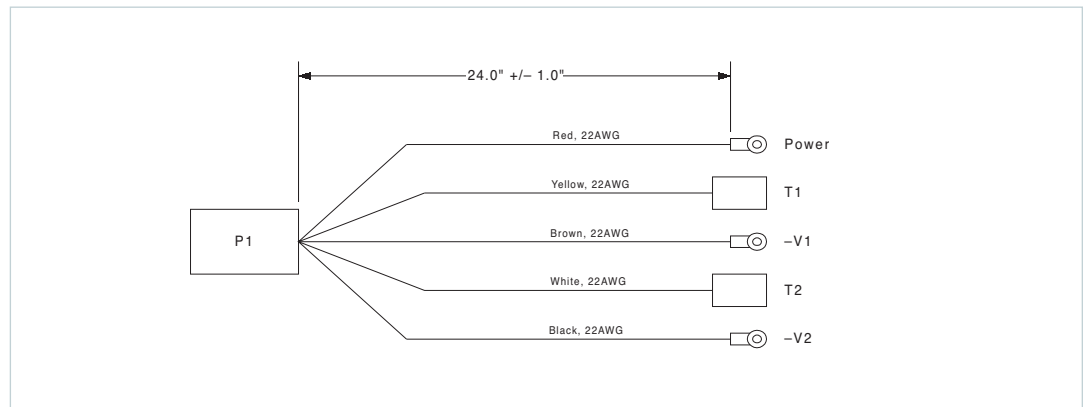 24.0" +/– 1.0"
Red, 22AWG
Power
Yellow, 22AWG
T1
Brown, 22AWG
P1
–V1
White, 22AWG
T2
Black, 22AWG
–V2